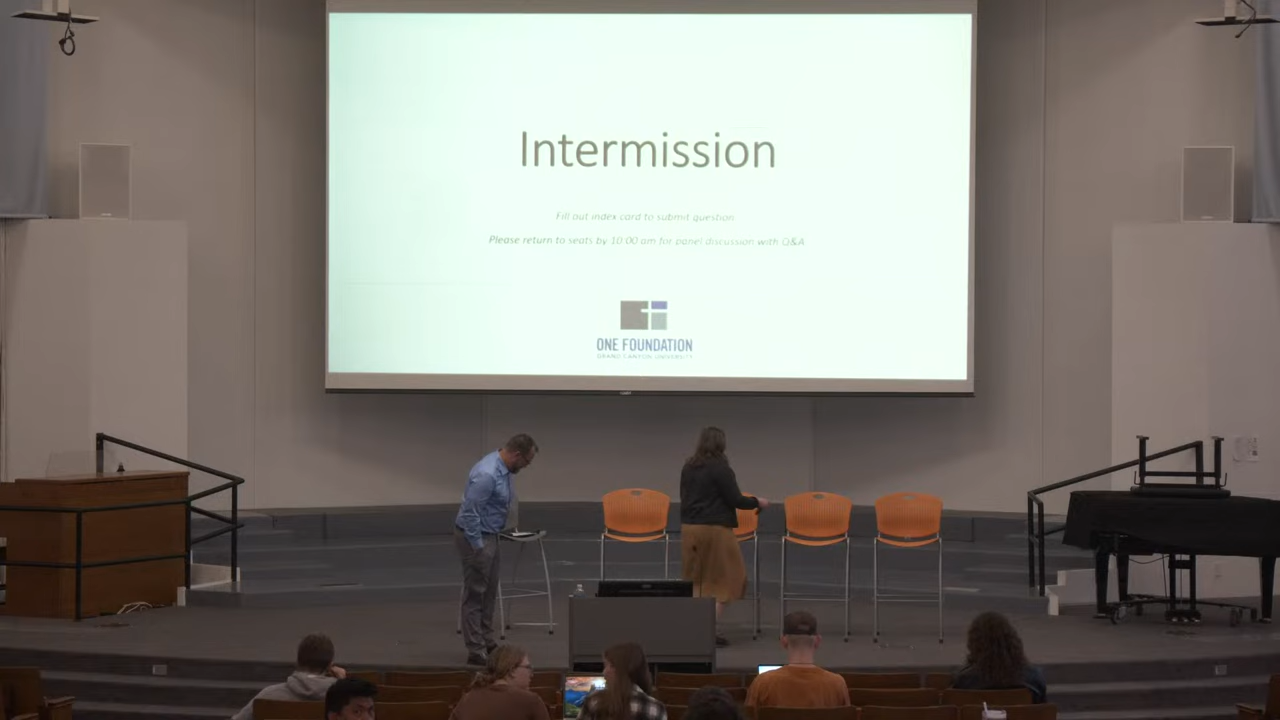 Intermission
Fill out index card to submit question
Please return to seats by 10:00 am for panel discussion with Q&A
ONE FOUNDATION
GRAND CANYON UNIVERSITY